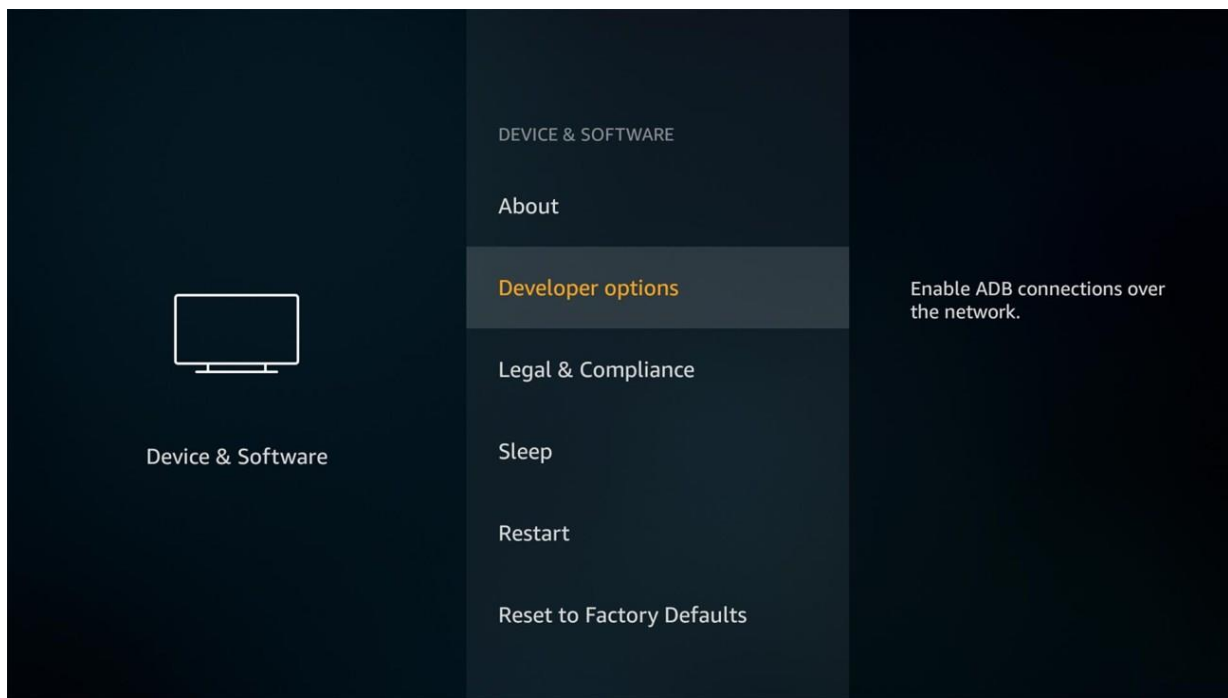 DEVICE & SOFTWARE
About
Developer options
Legal & Compliance
Sleep
Restart
Reset to Factory Defaults
Device & Software
Enable ADB connections over
the network.